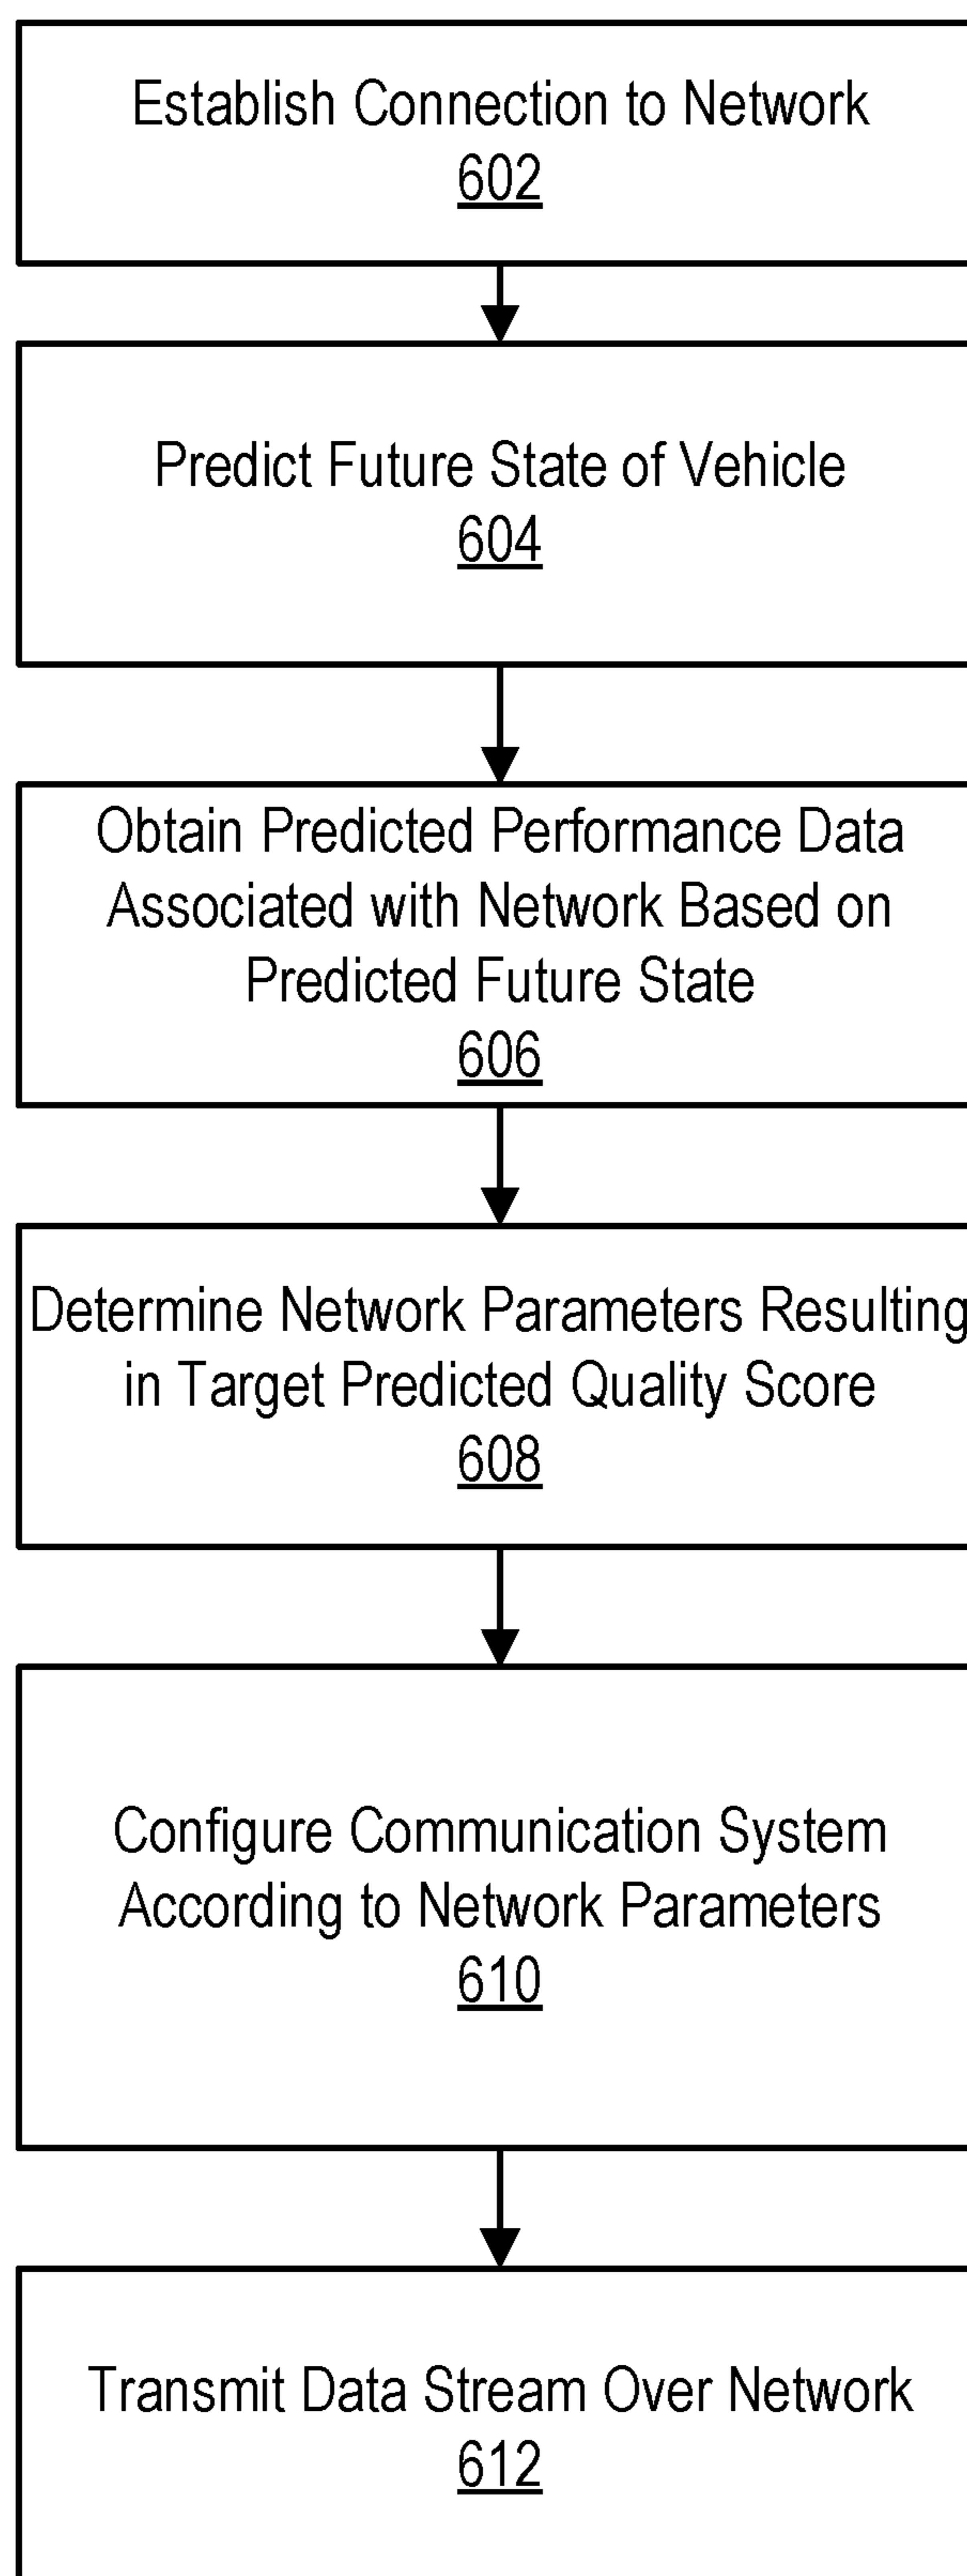 Establish Connection to Network
602
Predict Future State of Vehicle
604
Obtain Predicted Performance Data
Associated with Network Based on
Predicted Future State
606
Determine Network Parameters Resulting
in Target Predicted Quality Score
608
Configure Communication System
According to Network Parameters
610
Transmit Data Stream Over Network
612